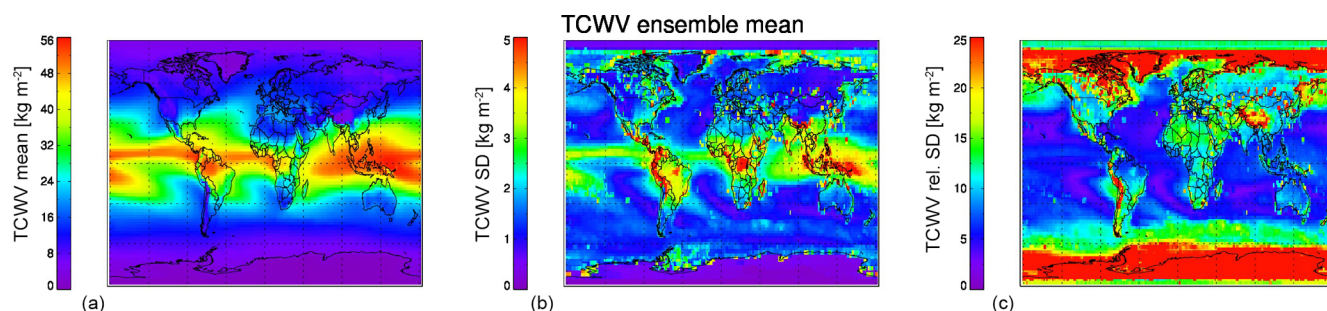 TCWV ensemble mean
TCWV mean [kg m-2]
56
48
40
32
24
16
8
0
(a)
TCWV SD [kg m-2]
5
4
3
2
1
0
(b)
TCWV rel. SD [kg m-2]
25
20
15
10
5
0
(c)